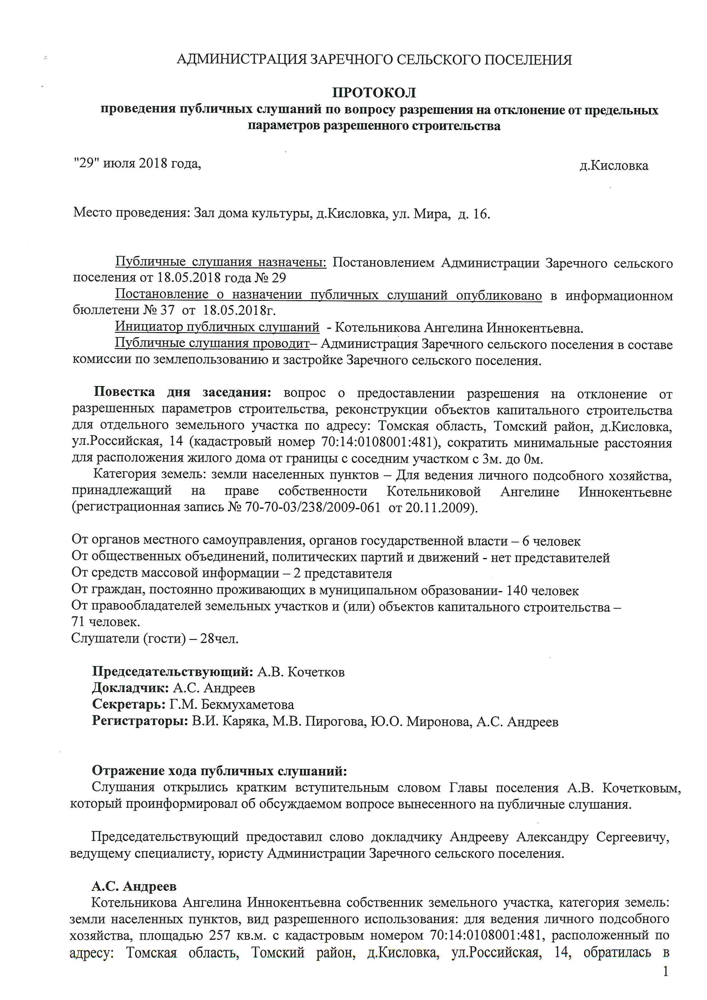 АДМИНИСТРАЦИЯ ЗАРЕЧНОГО СЕЛЬСКОГО ПОСЕЛЕНИЯ
ПРОТОКОЛ
проведения публичных слушаний по вопросу разрешения на отклонение от предельных
параметров разрешенного строительства
"29" июля 2018 года, д.Кисловка
Место проведения: Зал дома культуры, д.Кисловка, ул. Мира, д. 16.
Публичные слушания назначены: Постановлением Администрации Заречного сельского
поселения от 18.05.2018 года № 29
Постановление о назначении публичных слушаний опубликовано в информационном
бюллетени № 37 от 18.05.2018г.
Инициатор публичных слушаний - Котельникова Ангелина Иннокентьевна.
Публичные слушания проводит– Администрация Заречного сельского поселения в составе
комиссии по землепользованию и застройке Заречного сельского поселения.
Повестка дня заседания: вопрос о предоставлении разрешения на отклонение от
разрешенных параметров строительства, реконструкции объектов капитального строительства
для отдельного земельного участка по адресу: Томская область, Томский район, д.Кисловка,
ул.Российская, 14 (кадастровый номер 70:14:0108001:481), сократить минимальные расстояния
для расположения жилого дома от границы с соседним участком с 3м. до 0м.
Категория земель: земли населенных пунктов – Для ведения личного подсобного хозяйства,
принадлежащий на праве собственности Котельниковой Ангелине Иннокентьевне
(регистрационная запись № 70-70-03/238/2009-061 от 20.11.2009).
От органов местного самоуправления, органов государственной власти – 6 человек
От общественных объединений, политических партий и движений - нет представителей
От средств массовой информации – 2 представителя
От граждан, постоянно проживающих в муниципальном образовании- 140 человек
От правообладателей земельных участков и (или) объектов капитального строительства –
71 человек.
Слушатели (гости) – 28чел.
Председательствующий: А.В. Кочетков
Докладчик: А.С. Андреев
Секретарь: Г.М. Бекмухаметова
Регистраторы: В.И. Каряка, М.В. Пирогова, Ю.О. Миронова, А.С. Андреев
Отражение хода публичных слушаний:
Слушания открылись кратким вступительным словом Главы поселения А.В. Кочетковым,
который проинформировал об обсуждаемом вопросе вынесенного на публичные слушания.
Председательствующий предоставил слово докладчику Андрееву Александру Сергеевичу,
ведущему специалисту, юристу Администрации Заречного сельского поселения.
А.С. Андреев
Котельникова Ангелина Иннокентьевна собственник земельного участка, категория земель:
земли населенных пунктов, вид разрешенного использования: для ведения личного подсобного
хозяйства, площадью 257 кв.м. с кадастровым номером 70:14:0108001:481, расположенный по
адресу: Томская область, Томский район, д.Кисловка, ул.Российская, 14, обратилась в
1